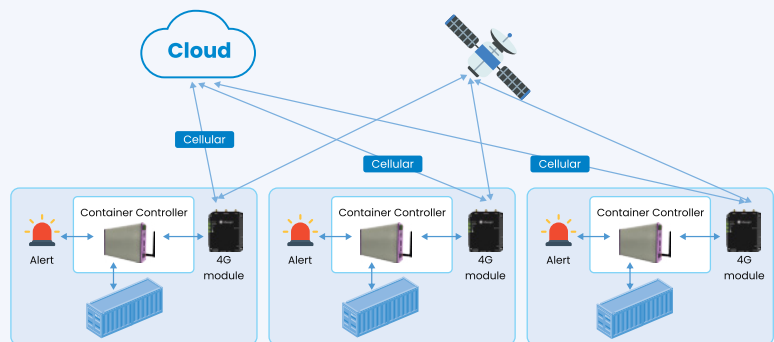 Cloud
Cellular
Cellular
Cellular
Container Controller
Alert
4G
module
Container Controller
Alert
4G
module
Container Controller
Alert
4G
module